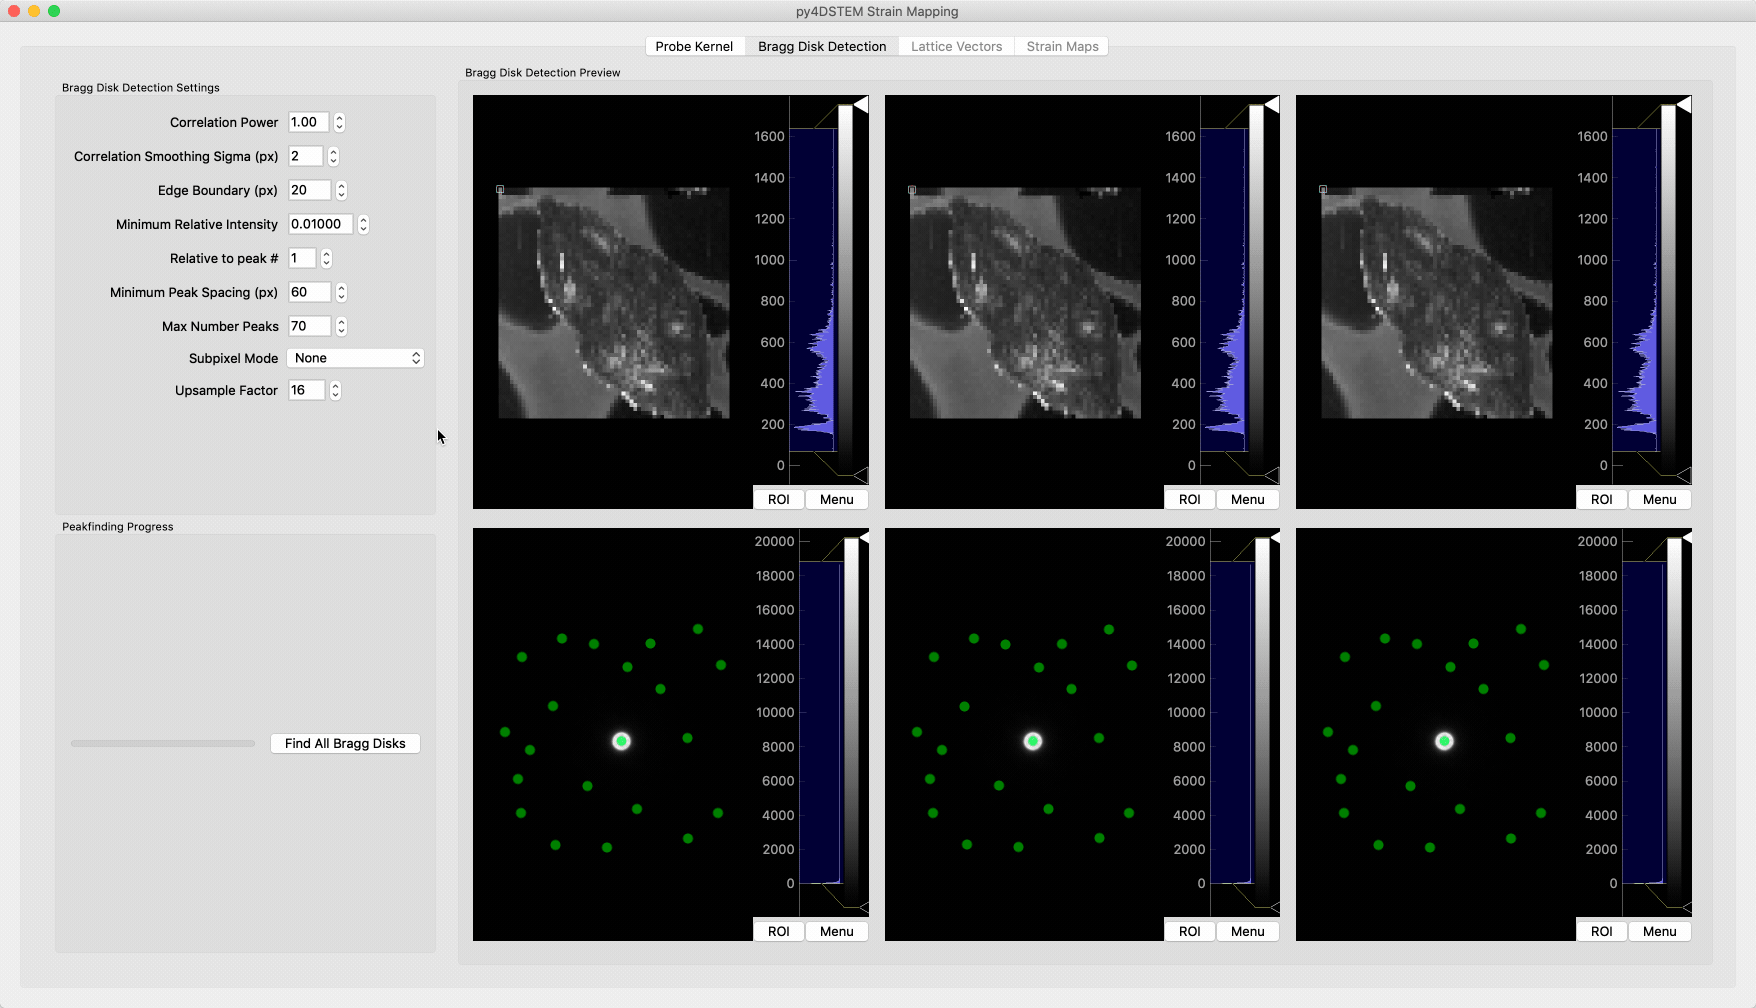 py4DSTEM Strain Mapping
Probe Kernel Bragg Disk Detection Lattice Vectors Strain Maps
Bragg Disk Detection Settings
Correlation Power 1.00
Correlation Smoothing Sigma (px) 2
Edge Boundary (px) 20
Minimum Relative Intensity 0.01000
Relative to peak # 1
Minimum Peak Spacing (px) 60
Max Number Peaks 70
Subpixel Mode None
Upsample Factor 16
Peakfinding Progress
Find All Bragg Disks
Bragg Disk Detection Preview
1600
1400
1200
1000
800
600
400
200
0
ROI Menu
1600
1400
1200
1000
800
600
400
200
0
ROI Menu
1600
1400
1200
1000
800
600
400
200
0
ROI Menu
20000
18000
16000
14000
12000
10000
8000
6000
4000
2000
0
ROI Menu
20000
18000
16000
14000
12000
10000
8000
6000
4000
2000
0
ROI Menu
20000
18000
16000
14000
12000
10000
8000
6000
4000
2000
0
ROI Menu